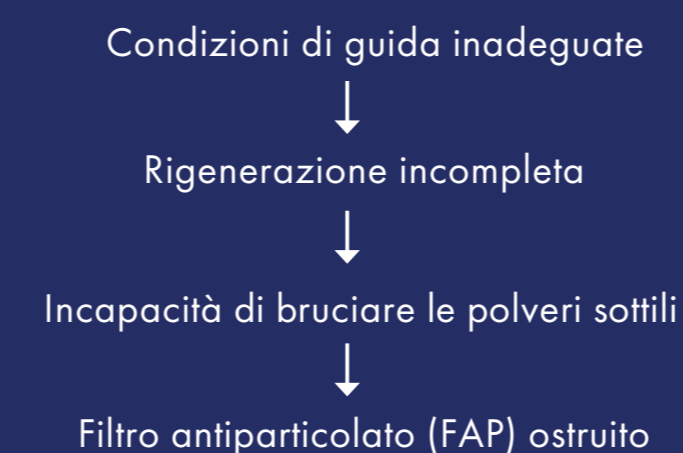 Condizioni di guida inadeguate
Rigenerazione incompleta
Incapacità di bruciare le polveri sottili
Filtro antiparticolato (FAP) ostruito